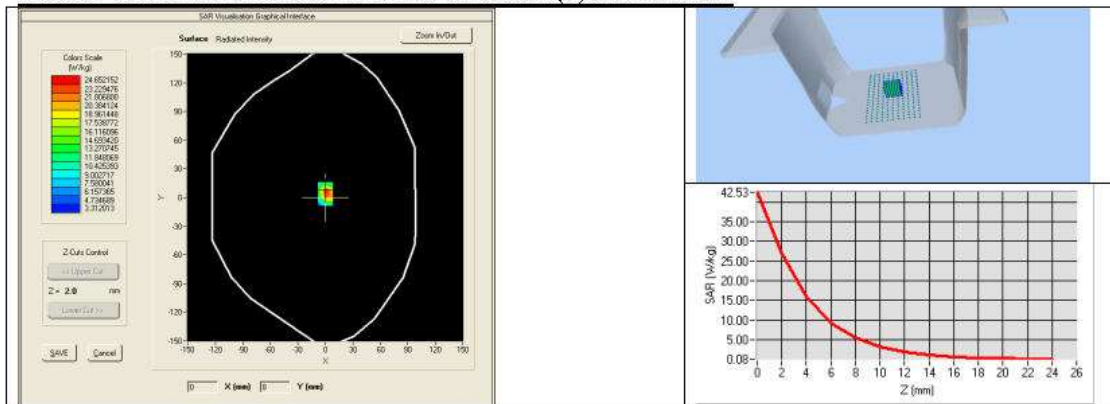 SAR Visualisation Graphical Interface
Surface Radiated Intensity
Zoom In/Out
Colors Scale
(W/kg)
24.652152
23.229476
21.806800
20.384124
18.961448
17.538772
16.116096
14.693420
13.270745
11.848069
10.425393
9.002717
7.580041
6.157365
4.734689
3.312013
Z-Cuts Control
<< Upper Cut
Z = 2.0 mm
Lower Cut >>
SAVE Cancel
150
120
90
60
30
0
-30
-60
-90
-120
-150
Y
-150 -120 -90 -60 -30 0 30 60 90 120 150
X
0 X (mm) 0 Y (mm)
42.53
35.00
30.00
25.00
20.00
15.00
10.00
5.00
0.08
SAR (W/kg)
0 2 4 6 8 10 12 14 16 18 20 22 24 26
Z (mm)